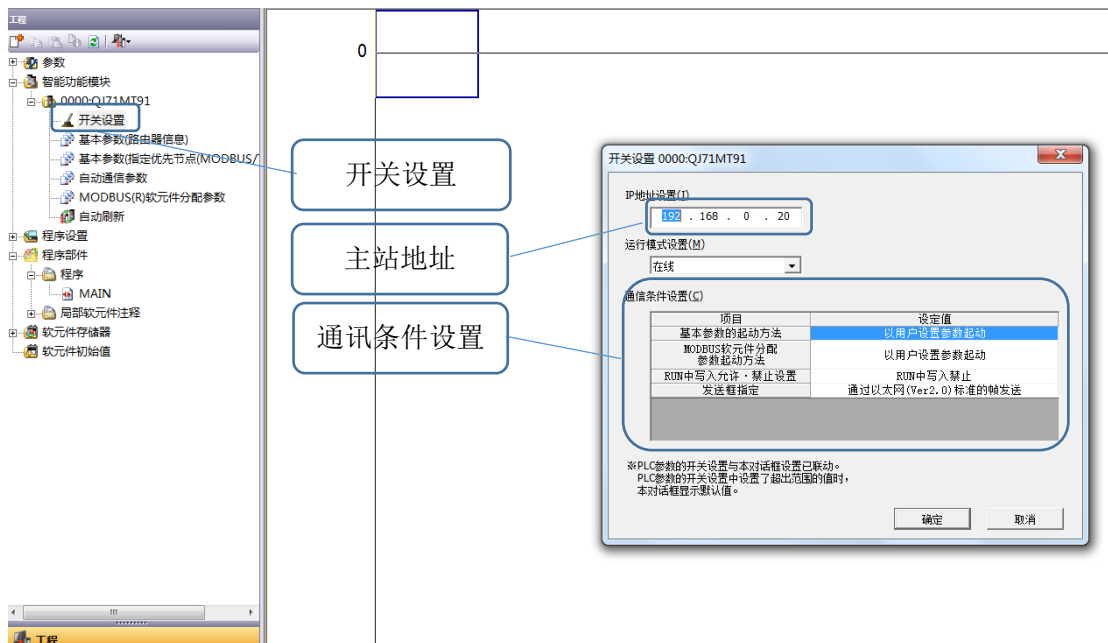 工程
参数
智能功能模块
0000:QJ71MT91
开关设置
基本参数(路由器信息)
基本参数(指定优先节点(MODBUS/
自动通信参数
MODBUS(R)软元件分配参数
自动刷新
程序设置
程序部件
程序
MAIN
局部软元件注释
软元件存储器
软元件初始值
工程
0
开关设置
主站地址
通讯条件设置
开关设置 0000:QJ71MT91
IP地址设置(I)
192 . 168 . 0 . 20
运行模式设置(M)
在线
通信条件设置(C)
项目 设定值
基本参数的起动方法 以用户设置参数起动
MODBUS软元件分配
参数起动方法 以用户设置参数起动
RUN中写入允许・禁止设置 RUN中写入禁止
发送框指定 通过以太网(Ver2.0)标准的帧发送
※PLC参数的开关设置与本对话框设置已联动。
PLC参数的开关设置中设置了超出范围的值时，
本对话框显示默认值。
确定 取消